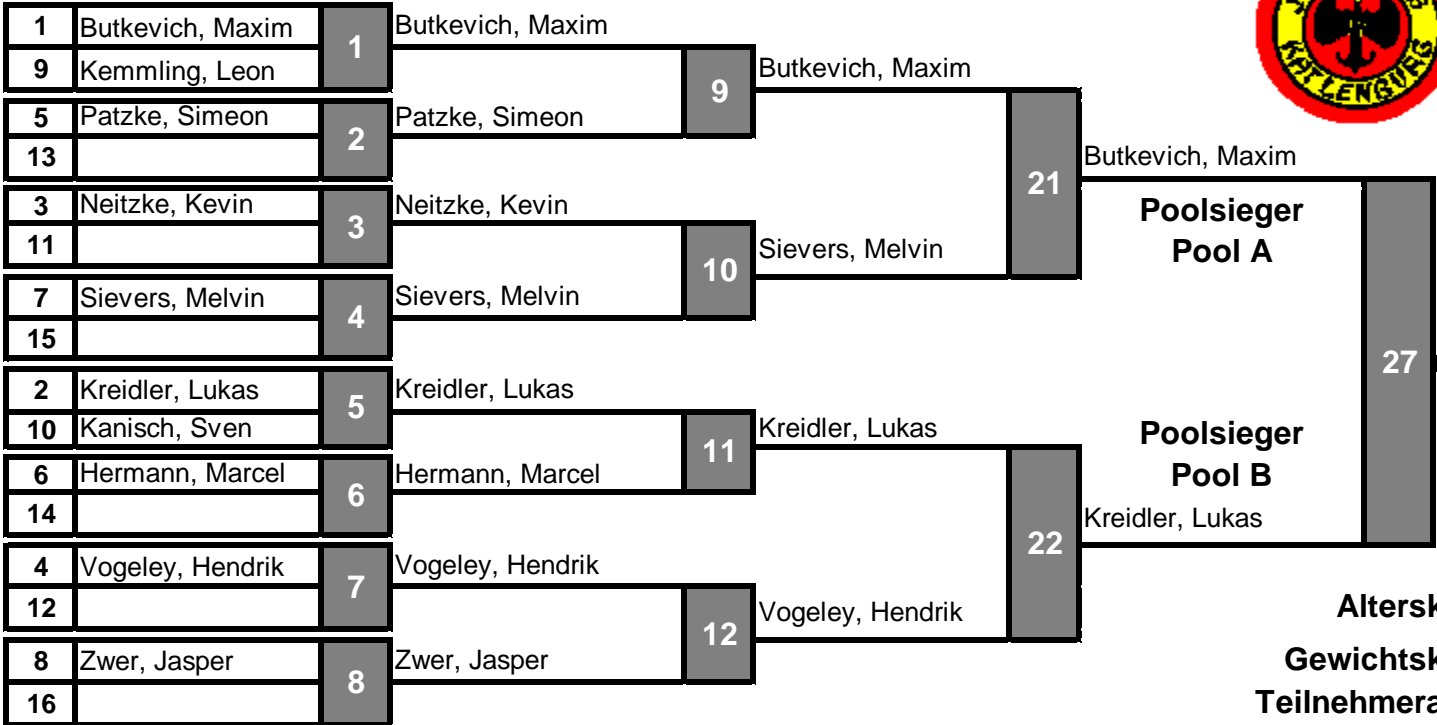 1 Butkevich, Maxim 1 Butkevich, Maxim
9 Kemmling, Leon 9 Butkevich, Maxim
5 Patzke, Simeon 2 Patzke, Simeon
13
21 Butkevich, Maxim
3 Neitzke, Kevin 3 Neitzke, Kevin
11
10 Sievers, Melvin
7 Sievers, Melvin 4 Sievers, Melvin
15
Poolsieger
Pool A
27
2 Kreidler, Lukas 5 Kreidler, Lukas
10 Kanisch, Sven
11 Kreidler, Lukas
6 Hermann, Marcel 6 Hermann, Marcel
14
Poolsieger
Pool B
22 Kreidler, Lukas
4 Vogeley, Hendrik 7 Vogeley, Hendrik
12
12 Vogeley, Hendrik
8 Zwer, Jasper 8 Zwer, Jasper
16
KATLENBURG
Altersk
Gewichtsk
Teilnehmera